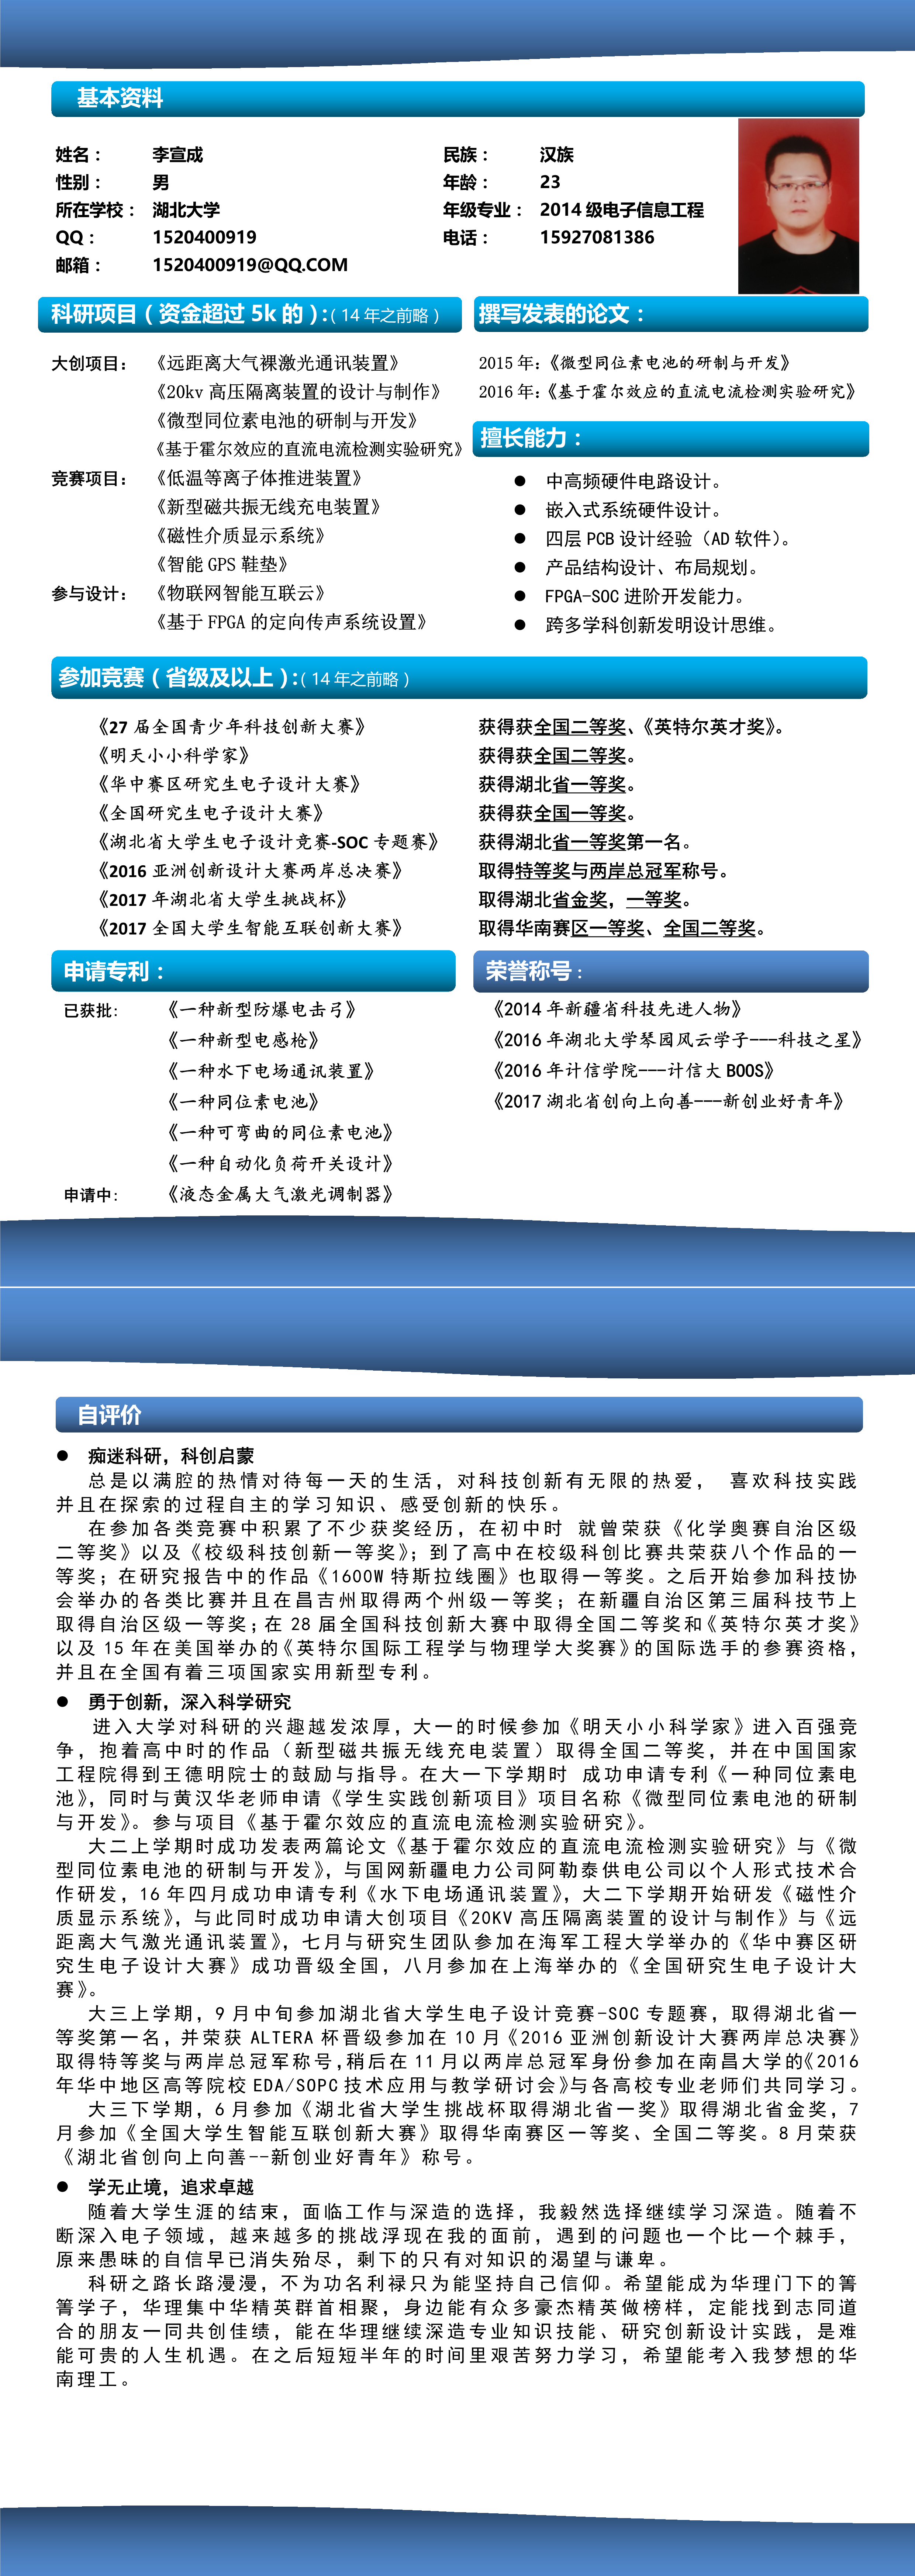 基本资料
姓名： 李宣成 民族： 汉族
性别： 男 年龄： 23
所在学校： 湖北大学 年级专业： 2014 级电子信息工程
QQ： 1520400919 电话： 15927081386
邮箱： 1520400919@QQ.COM
科研项目（资金超过 5k 的）：（14 年之前略）
大创项目： 《远距离大气裸激光通讯装置》
《20kv 高压隔离装置的设计与制作》
《微型同位素电池的研制与开发》
《基于霍尔效应的直流电流检测实验研究》
竞赛项目： 《低温等离子体推进装置》
《新型磁共振无线充电装置》
《磁性介质显示系统》
《智能 GPS 鞋垫》
参与设计： 《物联网智能互联云》
《基于 FPGA 的定向传声系统设置》
撰写发表的论文：
2015 年：《微型同位素电池的研制与开发》
2016 年：《基于霍尔效应的直流电流检测实验研究》
擅长能力：
● 中高频硬件电路设计。
● 嵌入式系统硬件设计。
● 四层 PCB 设计经验（AD 软件）。
● 产品结构设计、布局规划。
● FPGA-SOC 进阶开发能力。
● 跨多学科创新发明设计思维。
参加竞赛（省级及以上）：（14 年之前略）
《27 届全国青少年科技创新大赛》 获得获全国二等奖、《英特尔英才奖》。
《明天小小科学家》 获得获全国二等奖。
《华中赛区研究生电子设计大赛》 获得湖北省一等奖。
《全国研究生电子设计大赛》 获得获全国一等奖。
《湖北省大学生电子设计竞赛-SOC 专题赛》 获得湖北省一等奖第一名。
《2016 亚洲创新设计大赛两岸总决赛》 取得特等奖与两岸总冠军称号。
《2017 年湖北省大学生挑战杯》 取得湖北省金奖，一等奖。
《2017 全国大学生智能互联创新大赛》 取得华南赛区一等奖、全国二等奖。
申请专利：
已获批： 《一种新型防爆电击弓》
《一种新型电感枪》
《一种水下电场通讯装置》
《一种同位素电池》
《一种可弯曲的同位素电池》
《一种自动化负荷开关设计》
申请中： 《液态金属大气激光调制器》
荣誉称号：
《2014 年新疆省科技先进人物》
《2016 年湖北大学琴园风云学子---科技之星》
《2016 年计信学院---计信大 BOOS》
《2017 湖北省创向上向善---新创业好青年》
自评价
● 痴迷科研，科创启蒙
总是以满腔的热情对待每一天的生活，对科技创新有无限的热爱， 喜欢科技实践
并且在探索的过程自主的学习知识、感受创新的快乐。
在参加各类竞赛中积累了不少获奖经历，在初中时 就曾荣获《化学奥赛自治区级
二等奖》以及《校级科技创新一等奖》；到了高中在校级科创比赛共荣获八个作品的一
等奖；在研究报告中的作品《1600W 特斯拉线圈》也取得一等奖。之后开始参加科技协
会举办的各类比赛并且在昌吉州取得两个州级一等奖；在新疆自治区第三届科技节上
取得自治区级一等奖；在 28 届全国科技创新大赛中取得全国二等奖和《英特尔英才奖》
以及 15 年在美国举办的《英特尔国际工程学与物理学大奖赛》的国际选手的参赛资格，
并且在全国有着三项国家实用新型专利。
● 勇于创新，深入科学研究
进入大学对科研的兴趣越发浓厚，大一的时候参加《明天小小科学家》进入百强竞
争，抱着高中时的作品（新型磁共振无线充电装置）取得全国二等奖，并在中国国家
工程院得到王德明院士的鼓励与指导。在大一下学期时 成功申请专利《一种同位素电
池》，同时与黄汉华老师申请《学生实践创新项目》项目名称《微型同位素电池的研制
与开发》。参与项目《基于霍尔效应的直流电流检测实验研究》。
大二上学期时成功发表两篇论文《基于霍尔效应的直流电流检测实验研究》与《微
型同位素电池的研制与开发》，与国网新疆电力公司阿勒泰供电公司以个人形式技术合
作研发，16 年四月成功申请专利《水下电场通讯装置》，大二下学期开始研发《磁性介
质显示系统》，与此同时成功申请大创项目《20KV 高压隔离装置的设计与制作》与《远
距离大气激光通讯装置》，七月与研究生团队参加在海军工程大学举办的《华中赛区研
究生电子设计大赛》成功晋级全国，八月参加在上海举办的《全国研究生电子设计大
赛》。
大三上学期，9 月中旬参加湖北省大学生电子设计竞赛-SOC 专题赛，取得湖北省一
等奖第一名，并荣获 ALTERA 杯晋级参加在 10 月《2016 亚洲创新设计大赛两岸总决赛》
取得特等奖与两岸总冠军称号，稍后在 11 月以两岸总冠军身份参加在南昌大学的《2016
年华中地区高等院校 EDA/SOPC 技术应用与教学研讨会》与各高校专业老师们共同学习。
大三下学期，6 月参加《湖北省大学生挑战杯取得湖北省一奖》取得湖北省金奖，7
月参加《全国大学生智能互联创新大赛》取得华南赛区一等奖、全国二等奖。8 月荣获
《湖北省创向上向善--新创业好青年》称号。
● 学无止境，追求卓越
随着大学生涯的结束，面临工作与深造的选择，我毅然选择继续学习深造。随着不
断深入电子领域，越来越多的挑战浮现在我的面前，遇到的问题也一个比一个棘手，
原来愚昧的自信早已消失殆尽，剩下的只有对知识的渴望与谦卑。
科研之路长路漫漫，不为功名利禄只为能坚持自己信仰。希望能成为华理门下的菁
菁学子，华理集中华精英群首相聚，身边能有众多豪杰精英做榜样，定能找到志同道
合的朋友一同共创佳绩，能在华理继续深造专业知识技能、研究创新设计实践，是难
能可贵的人生机遇。在之后短短半年的时间里艰苦努力学习，希望能考入我梦想的华
南理工。